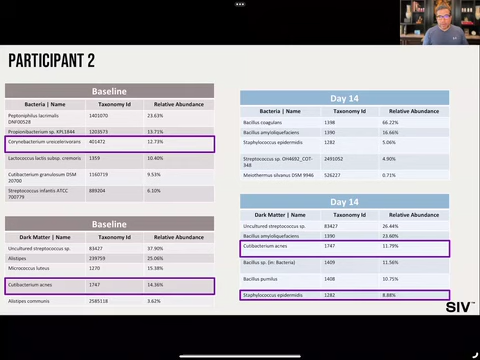 PARTICIPANT 2
Baseline
Bacteria | Name Taxonomy Id Relative Abundance
Peptoniphilus lacrimalis DNF00528 1401070 23.63%
Propionibacterium sp. KPL1844 1203573 13.71%
Corynebacterium ureicelerivorans 401472 12.73%
Lactococcus lactis subsp. cremoris 1359 10.40%
Cutibacterium granulosum DSM 20700 1160719 9.53%
Streptococcus infantis ATCC 700779 889204 6.10%
Baseline
Dark Matter | Name Taxonomy Id Relative Abundance
Uncultured streptococcus sp. 83427 37.90%
Alistipes 239759 25.06%
Micrococcus luteus 1270 15.38%
Cutibacterium acnes 1747 14.36%
Alistipes communis 2585118 3.62%
Day 14
Bacteria | Name Taxonomy Id Relative Abundance
Bacillus coagulans 1398 66.22%
Bacillus amyloliquefaciens 1390 16.66%
Staphylococcus epidermidis 1282 5.06%
Streptococcus sp. OH4692_COT-348 2491052 4.90%
Meiothermus silvanus DSM 9946 526227 0.71%
Day 14
Dark Matter | Name Taxonomy Id Relative Abundance
Uncultured streptococcus sp. 83427 26.44%
Bacillus amyloliquefaciens 1390 23.60%
Cutibacterium acnes 1747 11.79%
Bacillus sp. (in: Bacteria) 1409 11.56%
Bacillus pumilus 1408 10.75%
Staphylococcus epidermidis 1282 8.88%
SIV™